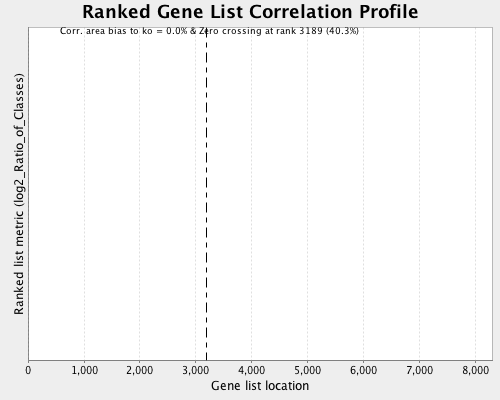 Ranked Gene List Correlation Profile
Corr. area bias to ko = 0.0% & Zero crossing at rank 3189 (40.3%)
Ranked list metric (log2_Ratio_of_Classes)
0 1,000 2,000 3,000 4,000 5,000 6,000 7,000 8,000
Gene list location